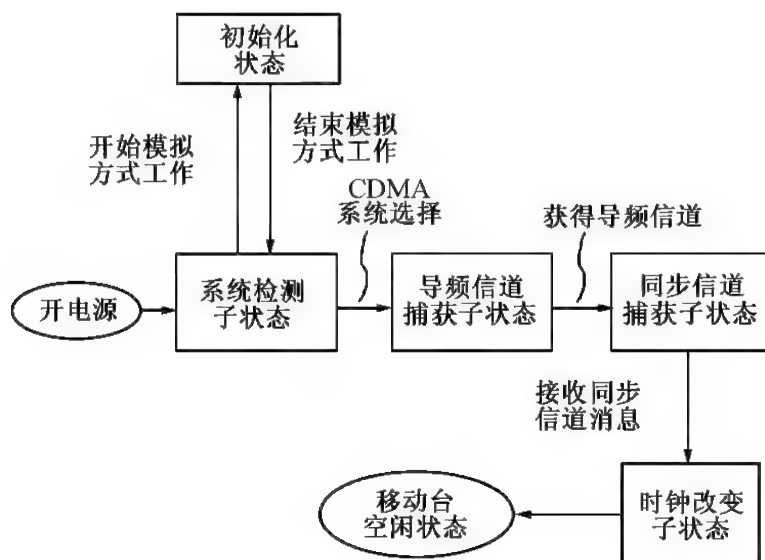 初始化
状态
开始模拟
方式工作
结束模拟
方式工作
CDMA
系统选择
获得导频信道
开电源
系统检测
子状态
导频信道
捕获子状态
同步信道
捕获子状态
接收同步
信道消息
移动台
空闲状态
时钟改变
子状态